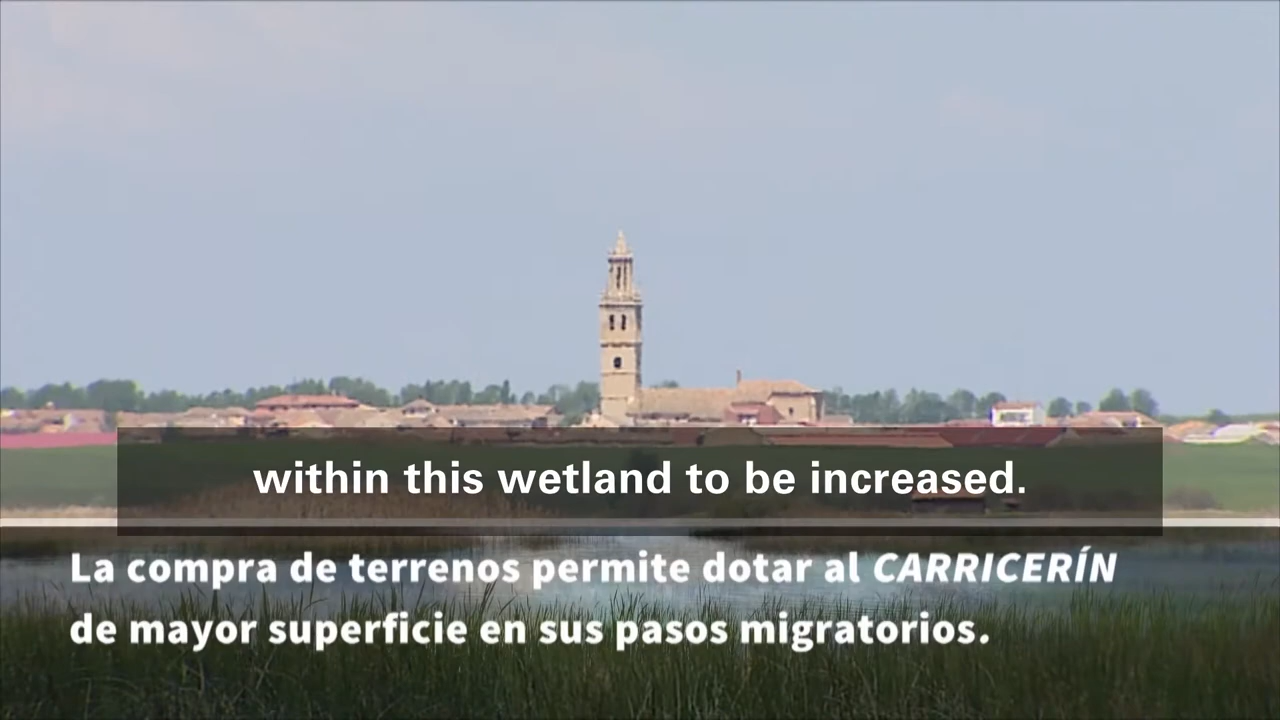 within this wetland to be increased.
La compra de terrenos permite dotar al CARRICERÍN
de mayor superficie en sus pasos migratorios.